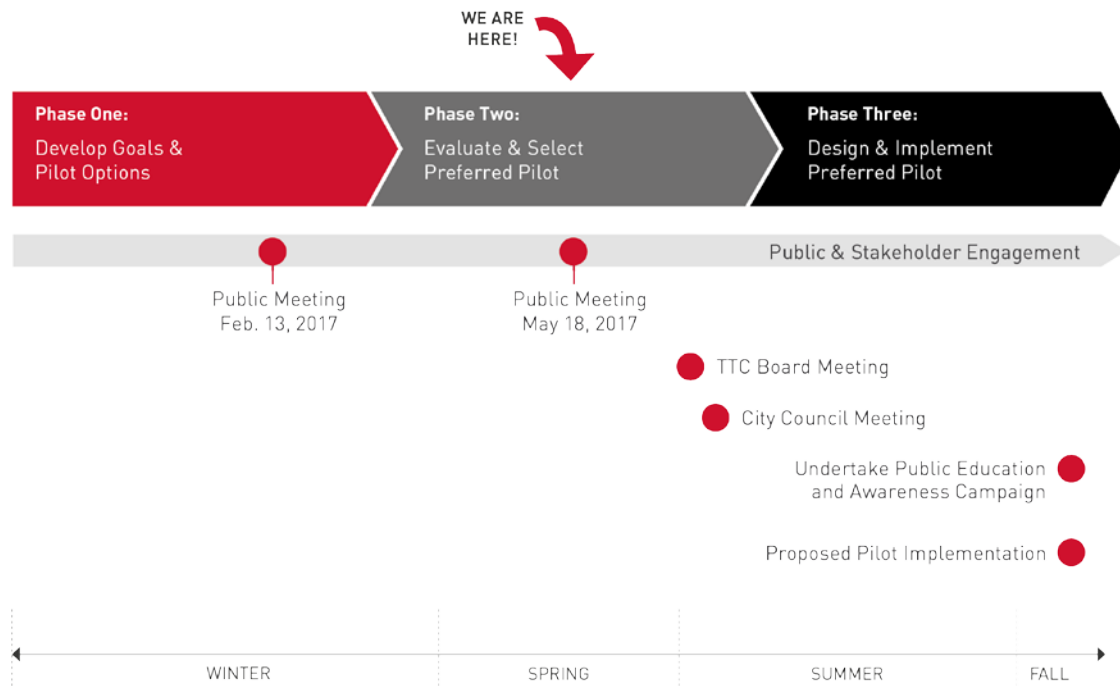 WE ARE
HERE!
Phase One:
Develop Goals &
Pilot Options
Phase Two:
Evaluate & Select
Preferred Pilot
Phase Three:
Design & Implement
Preferred Pilot
Public & Stakeholder Engagement
Public Meeting
Feb. 13, 2017
Public Meeting
May 18, 2017
TTC Board Meeting
City Council Meeting
Undertake Public Education
and Awareness Campaign
Proposed Pilot Implementation
WINTER
SPRING
SUMMER
FALL